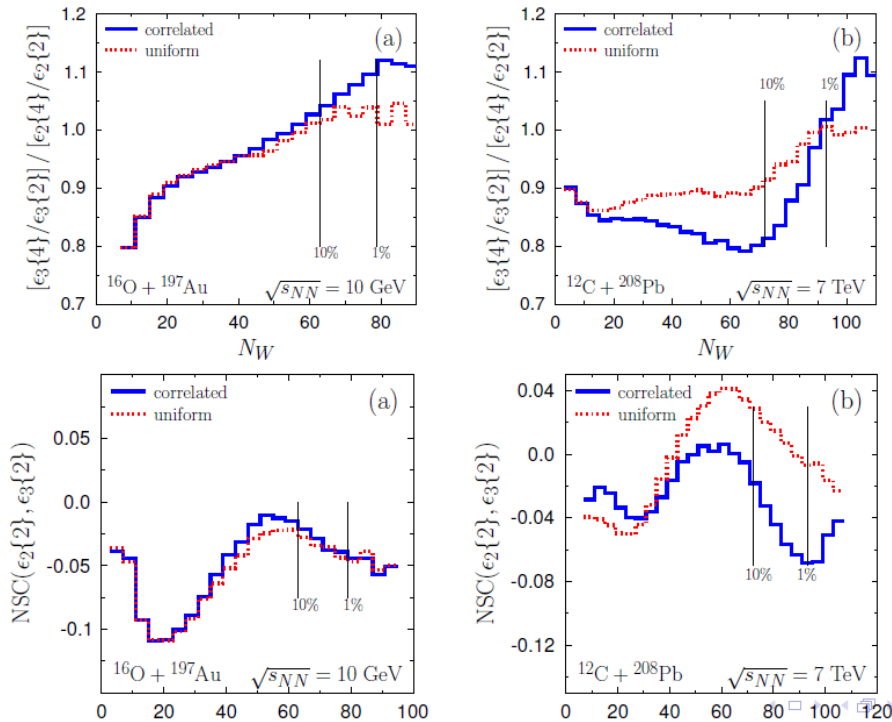 [ϵ3{4}/ϵ3{2}] / [ϵ2{4}/ϵ2{2}]
1.2
1.1
1.0
0.9
0.8
0.7
correlated
uniform
(a)
10%
1%
16O + 197Au
√sNN = 10 GeV
0 20 40 60 80
NW
[ϵ3{4}/ϵ3{2}] / [ϵ2{4}/ϵ2{2}]
1.2
1.1
1.0
0.9
0.8
0.7
correlated
uniform
(b)
10%
1%
12C + 208Pb
√sNN = 7 TeV
0 20 40 60 80 100
NW
NSC(ϵ2{2}, ϵ3{2})
0.05
0.0
-0.05
-0.1
correlated
uniform
(a)
10%
1%
16O + 197Au
√sNN = 10 GeV
0 20 40 60 80 100
NSC(ϵ2{2}, ϵ3{2})
0.04
0.0
-0.04
-0.08
-0.12
correlated
uniform
(b)
10%
1%
12C + 208Pb
√sNN = 7 TeV
0 20 40 60 80 100 120